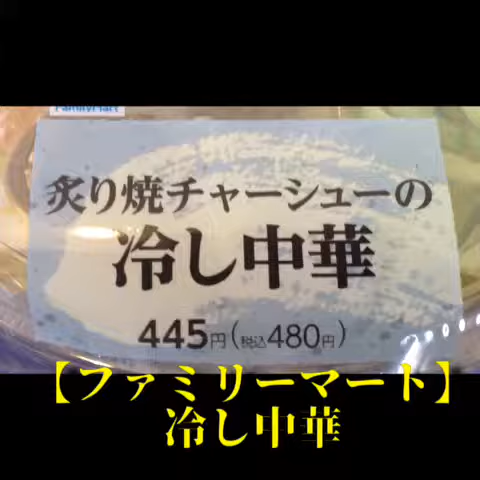 FamilyMart
炙り焼チャーシューの
冷し中華
445円(税込480円)
【ファミリーマート】
冷し中華